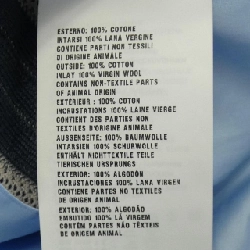 ESTERNO: 100% COTONE
INTARSI 100% LANA VERGINE
CONTIENE PARTI NON TESSILI
DI ORIGINE ANIMALE
OUTSIDE: 100% COTTON
INLAY 100% VIRGIN WOOL
CONTAINS NON-TEXTILE PARTS
OF ANIMAL ORIGIN
EXTERIEUR : 100% COTON
INCRUSTATIONS 100% LAINE VIERGE
CONTIENT DES PARTIES NON
TEXTILES D'ORIGINE ANIMALE
AUSSENSEITE: 100% BAUMWOLLE
INTARSIEN 100% SCHURWOLLE
ENTHÄLT NICHTTEXTILE TEILE
TIERISCHEN URSPRUNGS
EXTERIOR: 100% ALGODÓN
INCRUSTACIONES 100% LANA VIRGEN
CONTIENE PARTES NO TEXTILES
DE ORIGEN ANIMAL
EXTERIOR: 100% ALGODÃO
100% LÃ VIRGEM
CONTÉM PARTES NÃO TÊXTEIS
DE ORIGEM ANIMAL